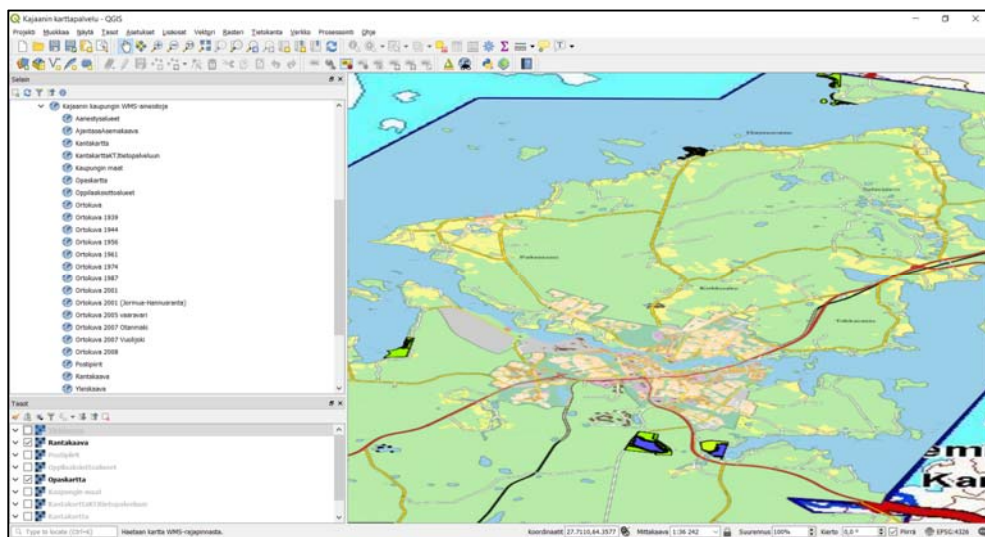 Kajaanin karttapalvelu - QGIS
Projekti Muokkaa Näytä Tasot Asetukset Lisäosat Vektori Rasteri Tietokanta Verkko Prosessointi Ohje
Selain
Kajaanin kaupungin WMS-aineistoja
Aanestysalueet
AjantasaAsemakaava
Kantakartta
KantakarttaKTJtietopalveluun
Kaupungin maat
Opaskartta
Oppilaaksiottoalueet
Ortokuva
Ortokuva 1939
Ortokuva 1944
Ortokuva 1956
Ortokuva 1961
Ortokuva 1974
Ortokuva 1987
Ortokuva 2001
Ortokuva 2001 (Jormua-Hannusranta)
Ortokuva 2005 vaaravari
Ortokuva 2007 Otanmaki
Ortokuva 2007 Vuolijoki
Ortokuva 2008
Postipiirit
Rantakaava
Yleiskaava
Tasot
Rantakaava
Postipiirit
Oppilaaksiottoalueet
Opaskartta
Kaupungin maat
KantakarttaKTJtietopalveluun
Kantakartta
Type to locate (Ctrl+K)
Haetaan kartta WMS-rajapinnasta.
Koordinaatit 27.7110,64.3577
Mittakaava 1:36 242
Suurennus 100%
Kierto 0,0 °
Piirrä
EPSG:4326